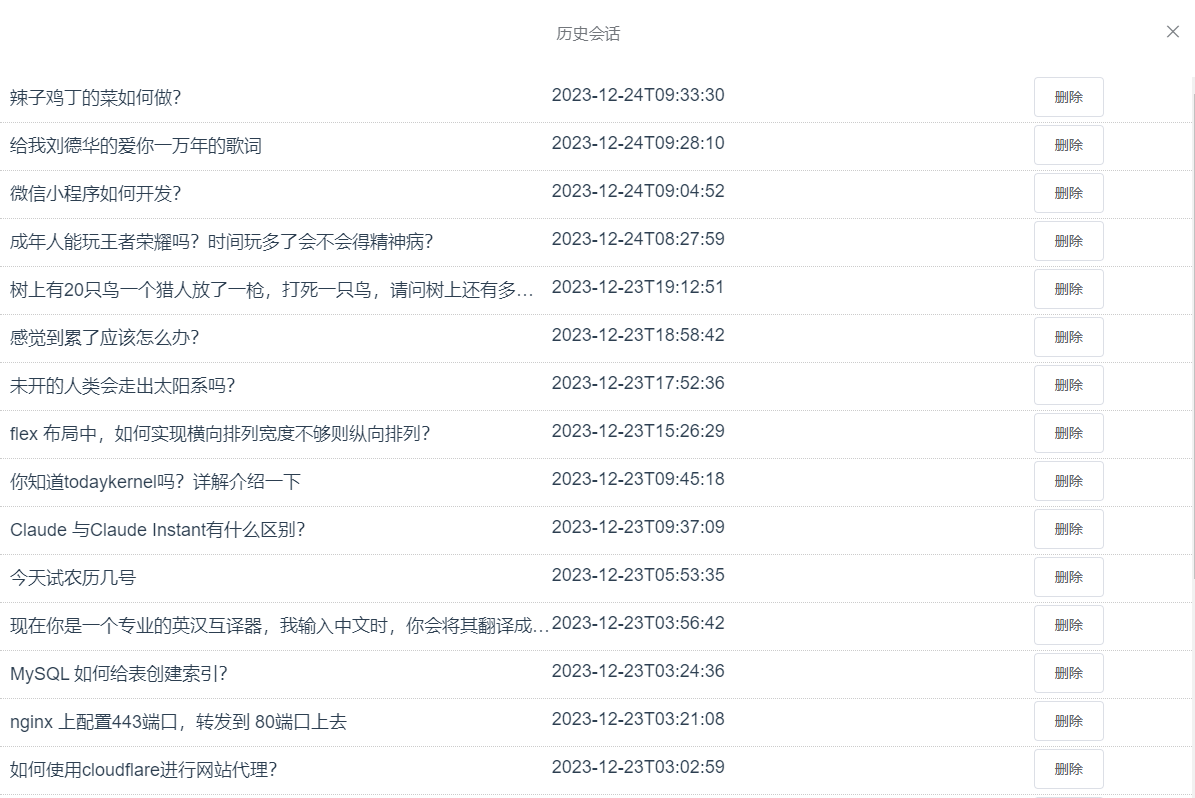 历史会话
辣子鸡丁的菜如何做？ 2023-12-24T09:33:30 删除
给我刘德华的爱你一万年的歌词 2023-12-24T09:28:10 删除
微信小程序如何开发？ 2023-12-24T09:04:52 删除
成年人能玩王者荣耀吗？时间玩多了会不会得精神病？ 2023-12-24T08:27:59 删除
树上有20只鸟一个猎人放了一枪，打死一只鸟，请问树上还有多… 2023-12-23T19:12:51 删除
感觉到累了应该怎么办？ 2023-12-23T18:58:42 删除
未开的人类会走出太阳系吗？ 2023-12-23T17:52:36 删除
flex 布局中，如何实现横向排列宽度不够则纵向排列？ 2023-12-23T15:26:29 删除
你知道todaykernel吗？详解介绍一下 2023-12-23T09:45:18 删除
Claude 与Claude Instant有什么区别？ 2023-12-23T09:37:09 删除
今天试农历几号 2023-12-23T05:53:35 删除
现在你是一个专业的英汉互译器，我输入中文时，你会将其翻译成… 2023-12-23T03:56:42 删除
MySQL 如何给表创建索引？ 2023-12-23T03:24:36 删除
nginx 上配置443端口，转发到 80端口上去 2023-12-23T03:21:08 删除
如何使用cloudflare进行网站代理？ 2023-12-23T03:02:59 删除